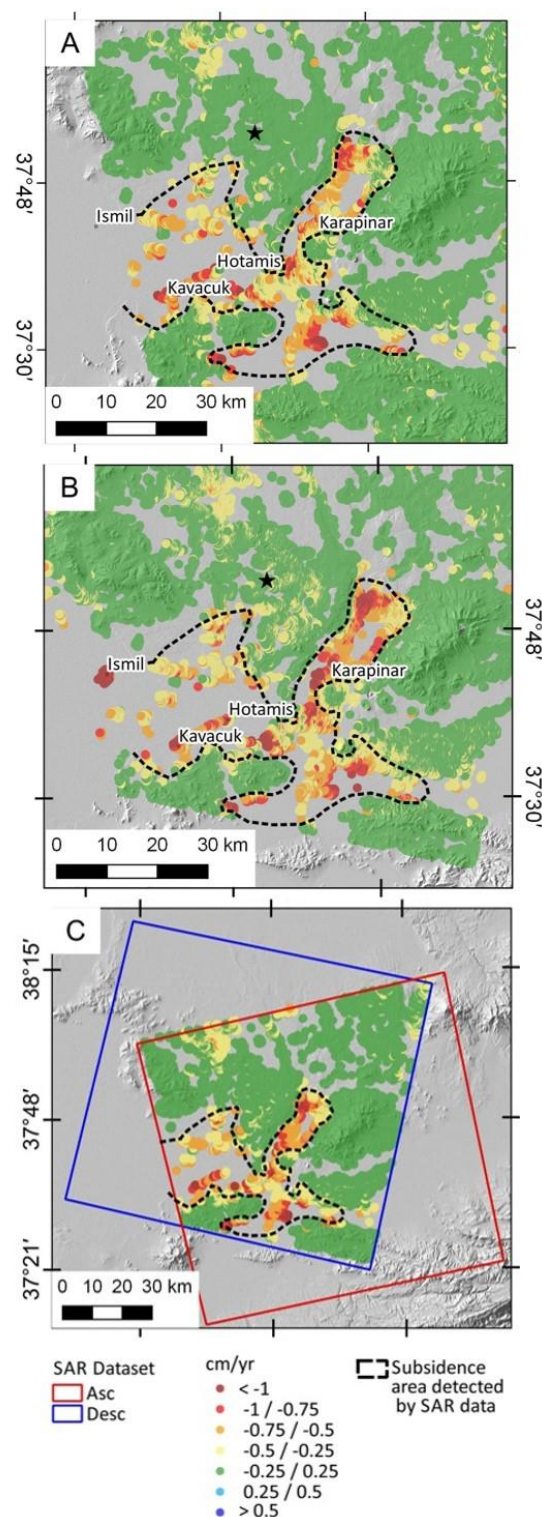 A
37°48'
Ismil
Karapinar
Hotamis
Kavacuk
37°30'
0 10 20 30 km
B
37°48'
Ismil
Karapinar
Hotamis
Kavacuk
37°30'
0 10 20 30 km
C
38°15'
37°48'
37°21'
0 10 20 30 km
SAR Dataset
Asc
Desc
cm/yr
< -1
-1 / -0.75
-0.75 / -0.5
-0.5 / -0.25
-0.25 / 0.25
0.25 / 0.5
> 0.5
Subsidence
area detected
by SAR data